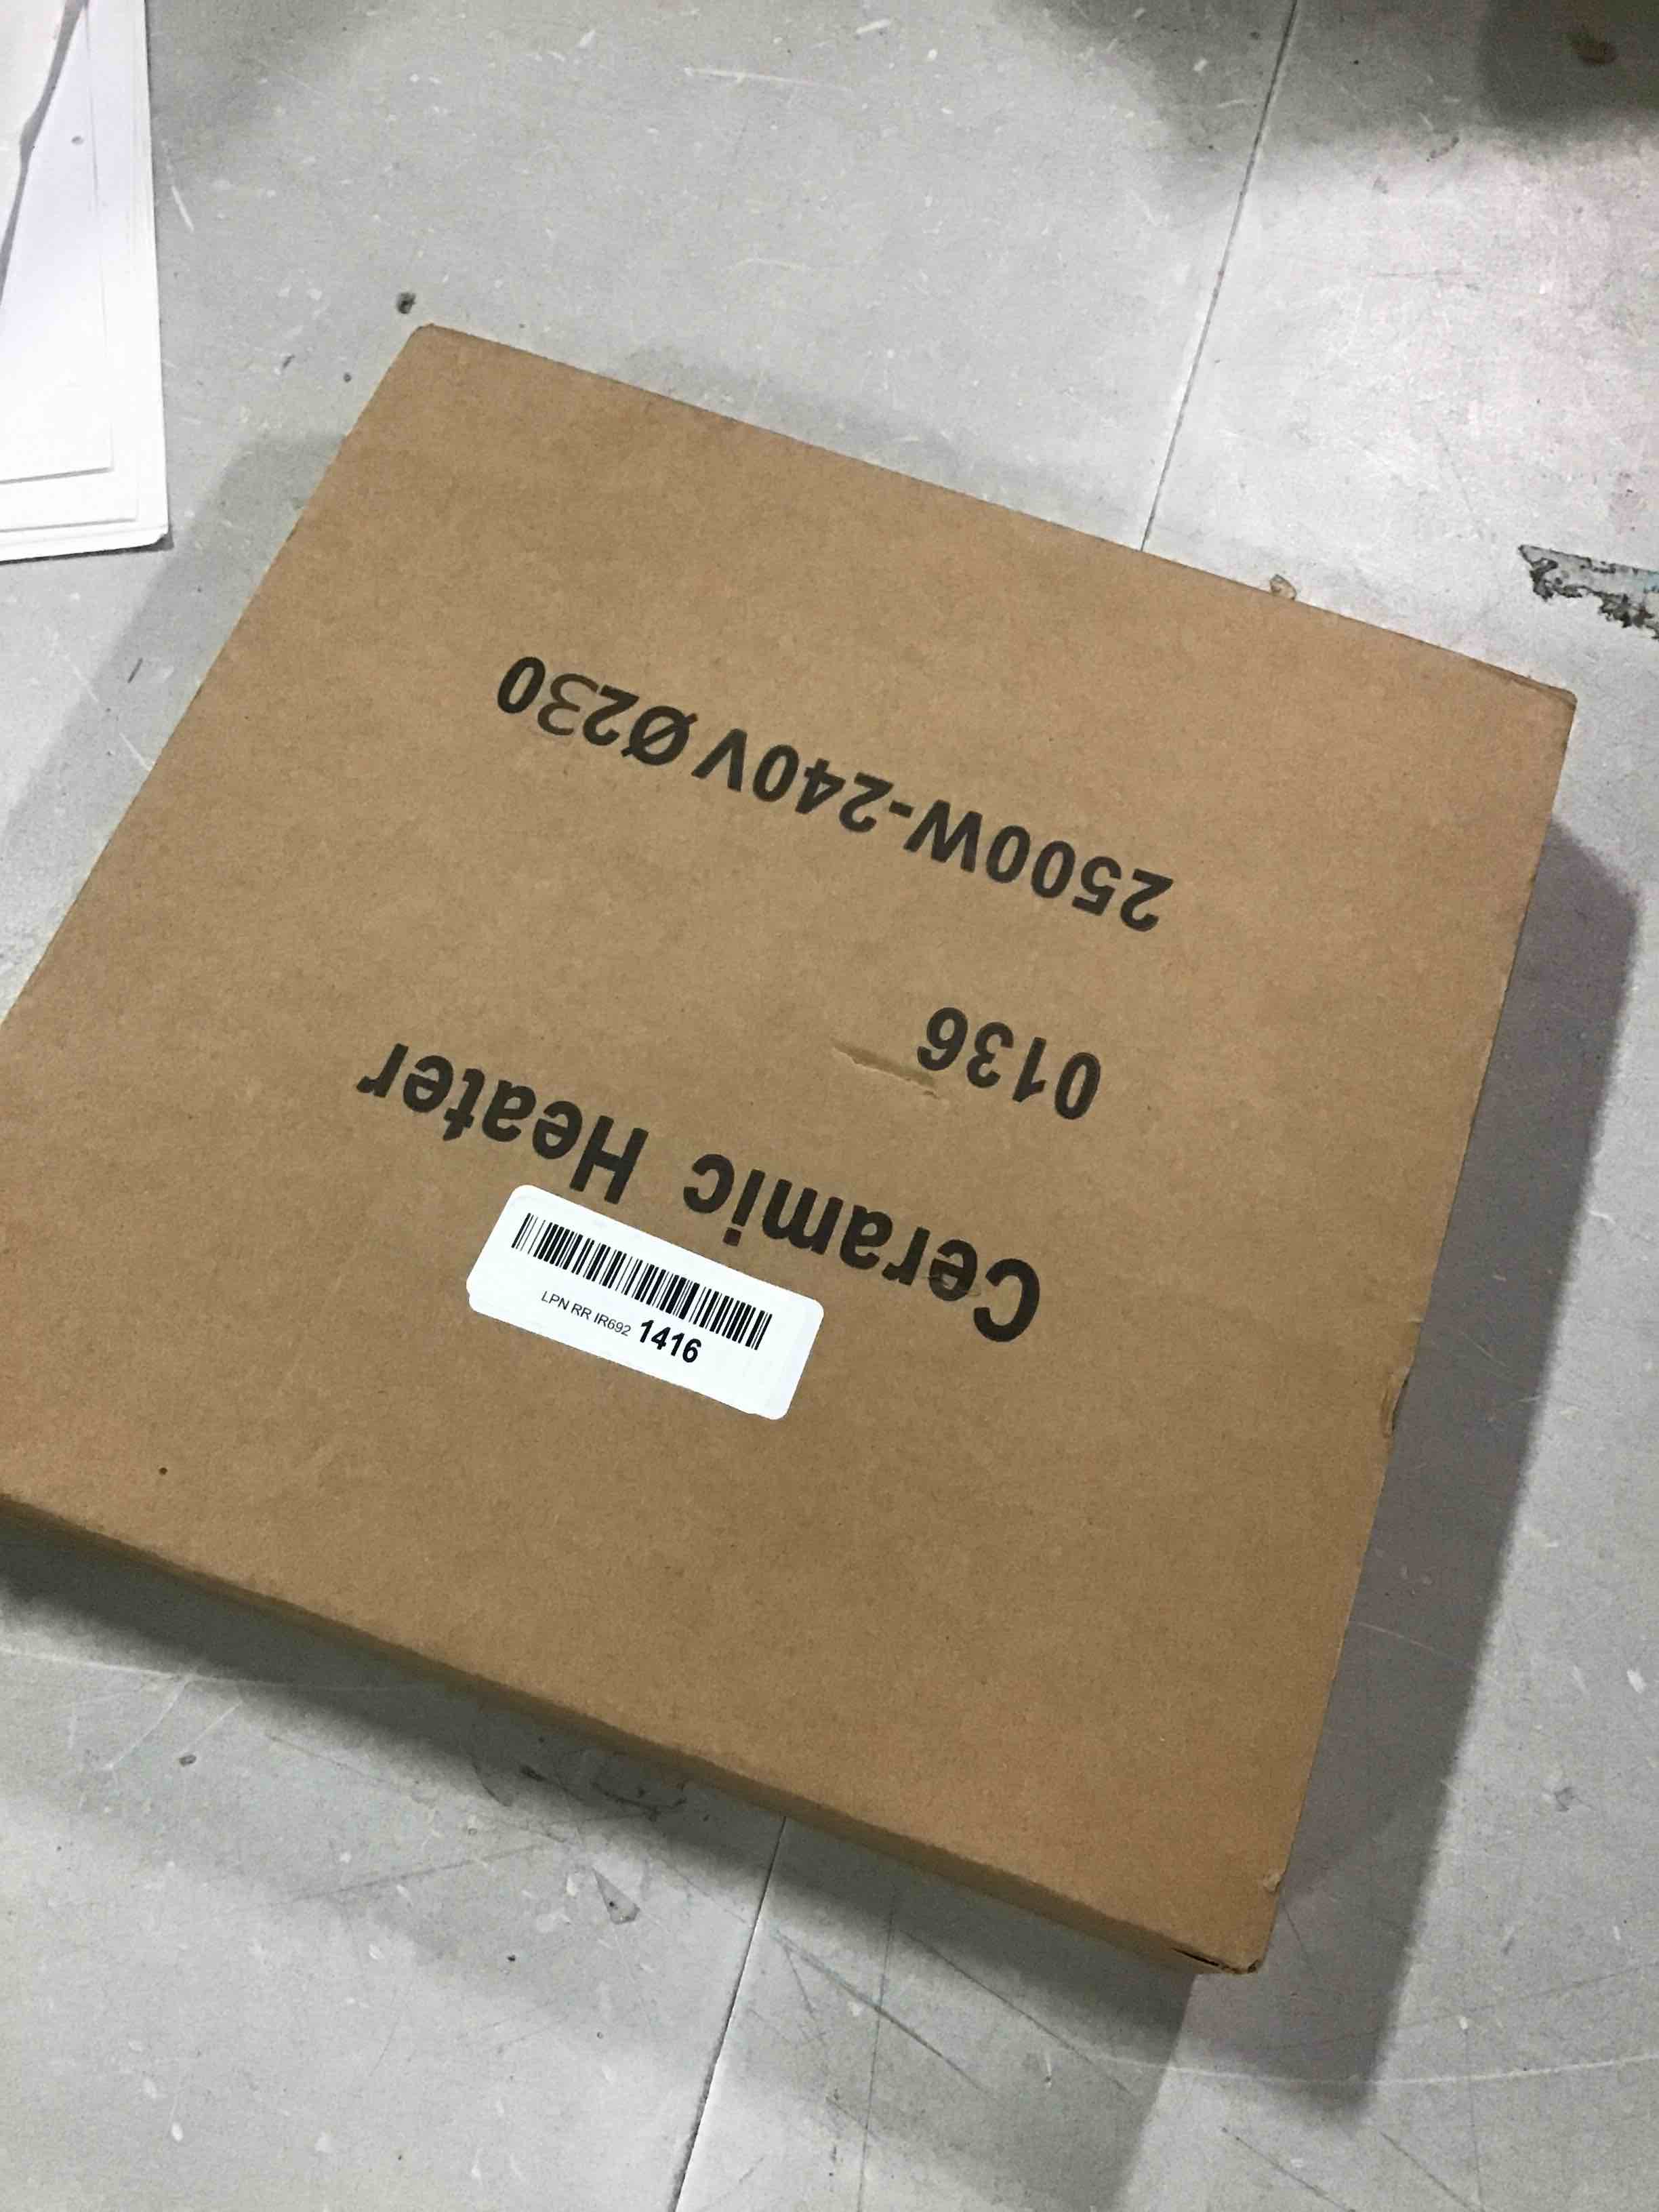 Ceramic Heater
0136
2500W-240V Ø230
LPN RR IR692 1416